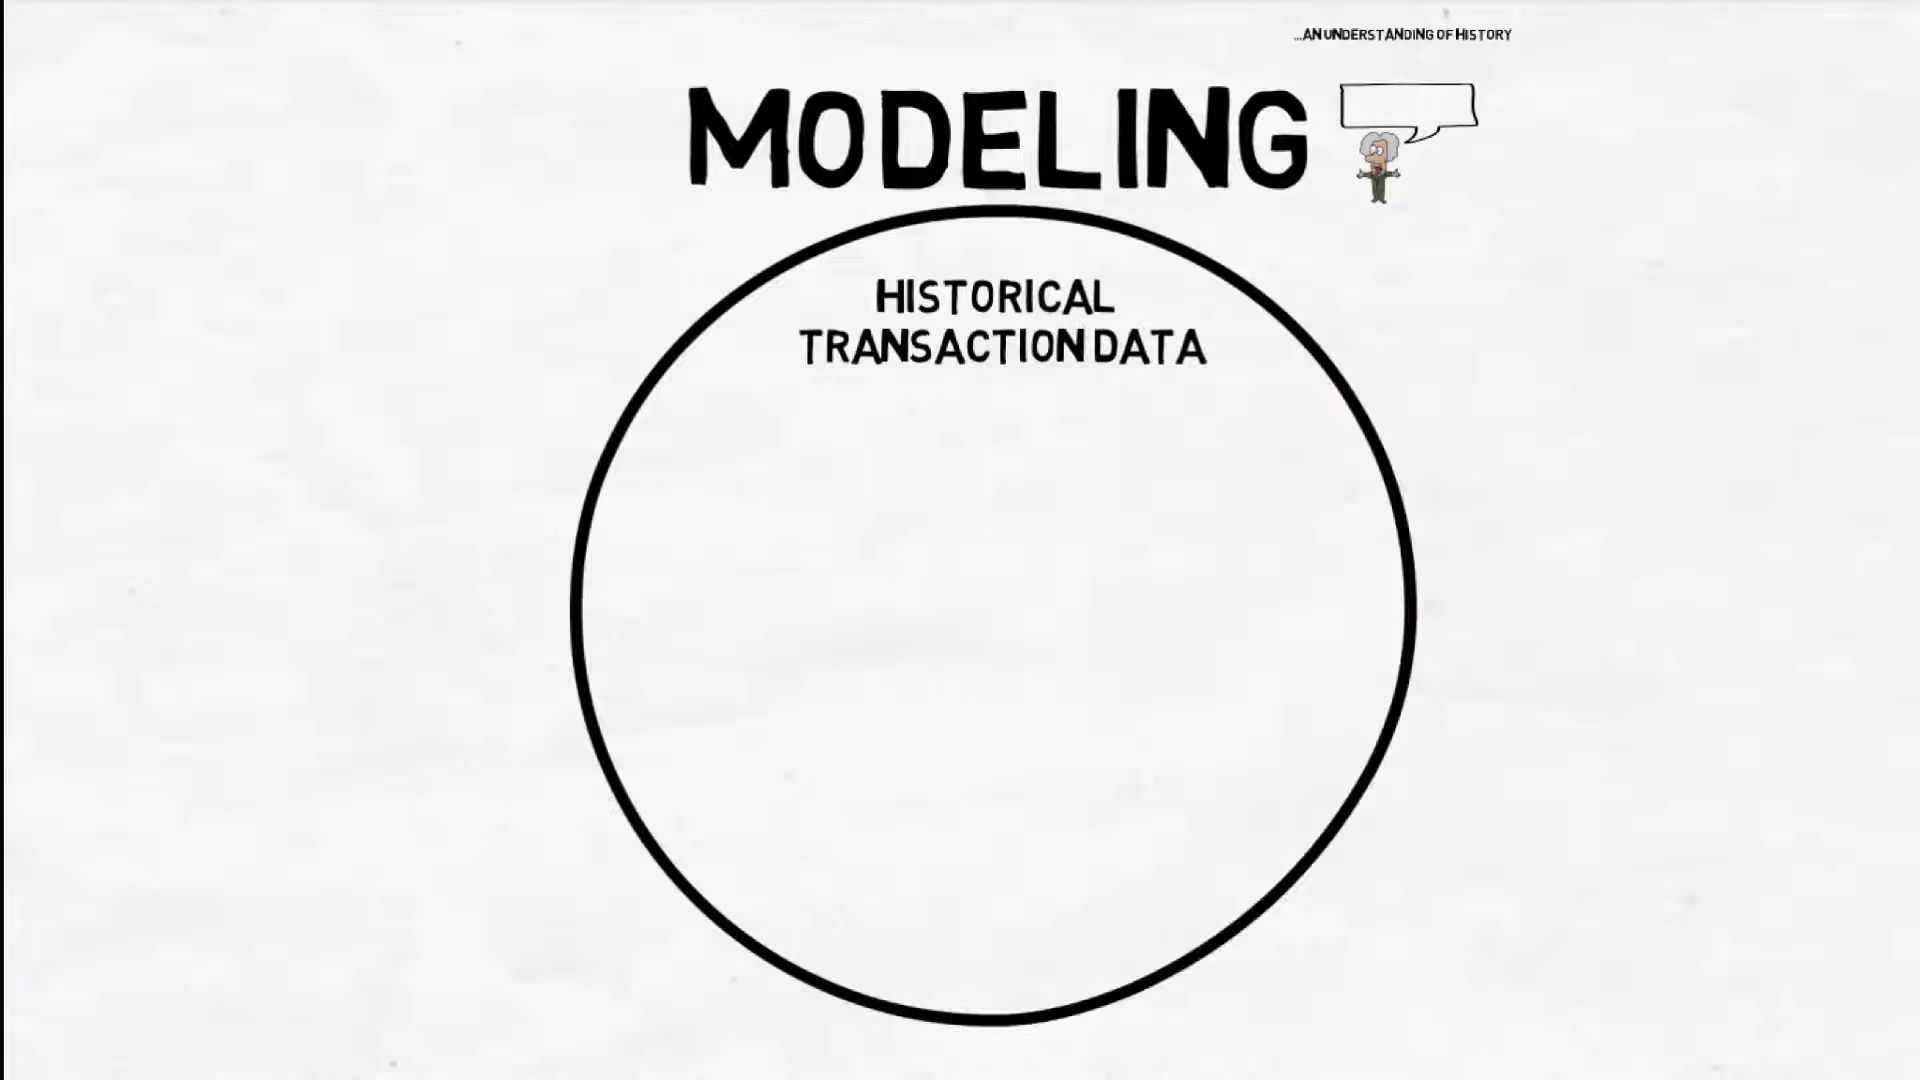 ...AN UNDERSTANDING OF HISTORY
MODELING
HISTORICAL
TRANSACTION DATA